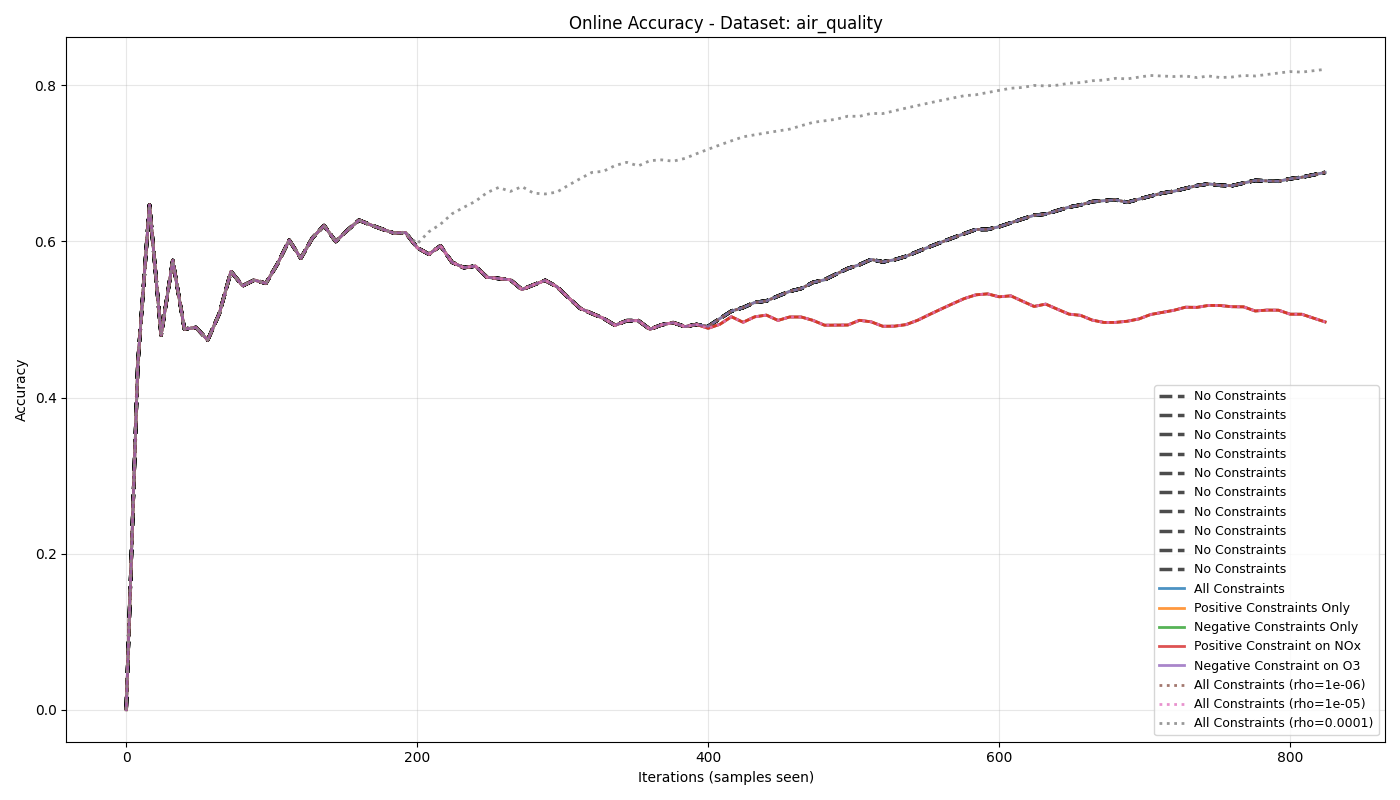 Online Accuracy - Dataset: air_quality
Accuracy
0.8
0.6
0.4
0.2
0.0
0
200
400
600
800
Iterations (samples seen)
No Constraints
No Constraints
No Constraints
No Constraints
No Constraints
No Constraints
No Constraints
No Constraints
No Constraints
No Constraints
All Constraints
Positive Constraints Only
Negative Constraints Only
Positive Constraint on NOx
Negative Constraint on O3
All Constraints (rho=1e-06)
All Constraints (rho=1e-05)
All Constraints (rho=0.0001)